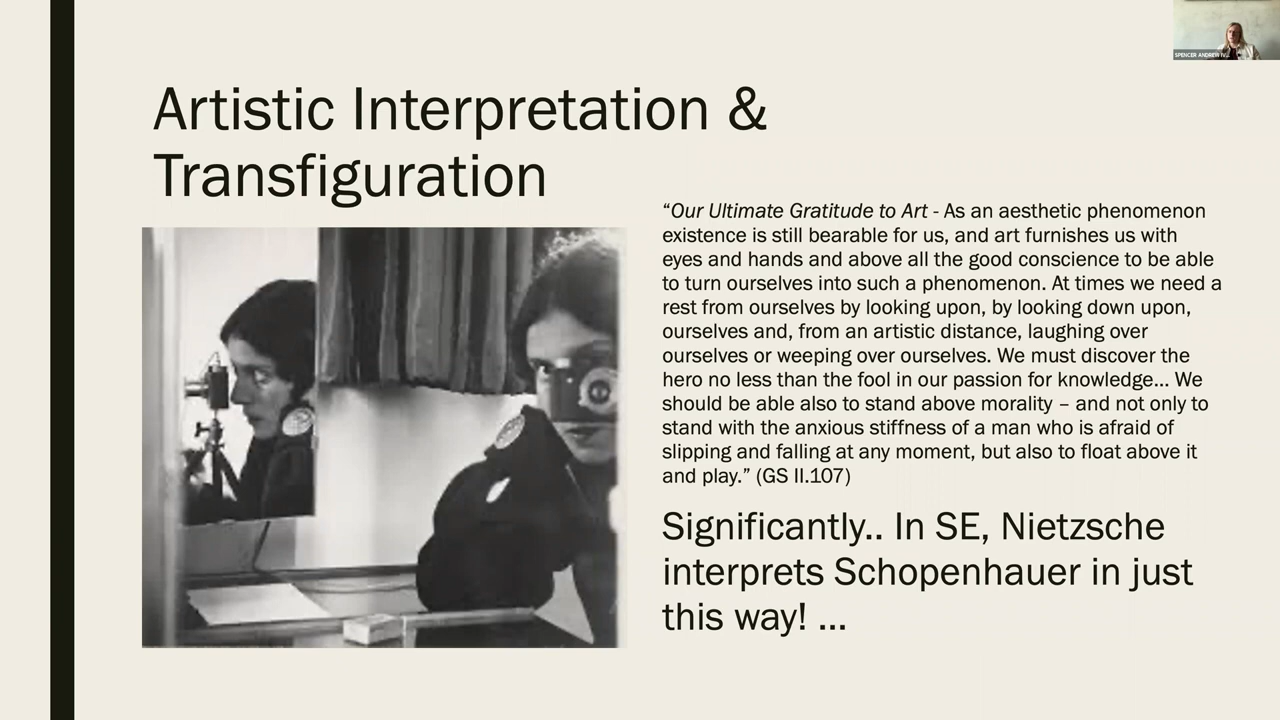 Artistic Interpretation &
Transfiguration
“Our Ultimate Gratitude to Art - As an aesthetic phenomenon
existence is still bearable for us, and art furnishes us with
eyes and hands and above all the good conscience to be able
to turn ourselves into such a phenomenon. At times we need a
rest from ourselves by looking upon, by looking down upon,
ourselves and, from an artistic distance, laughing over
ourselves or weeping over ourselves. We must discover the
hero no less than the fool in our passion for knowledge... We
should be able also to stand above morality – and not only to
stand with the anxious stiffness of a man who is afraid of
slipping and falling at any moment, but also to float above it
and play.” (GS II.107)
Significantly.. In SE, Nietzsche
interprets Schopenhauer in just
this way! ...
SPENCER ANDREW